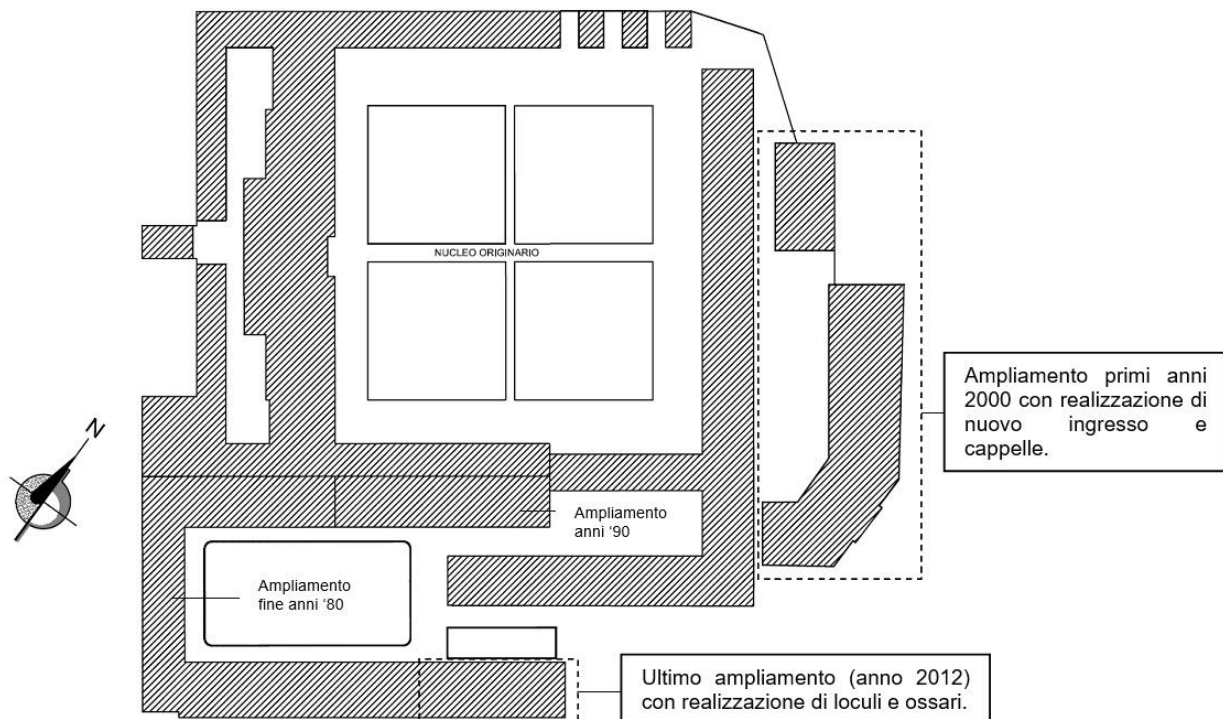 NUCLEO ORIGINARIO
N
Ampliamento primi anni
2000 con realizzazione di
nuovo ingresso e
cappelle.
Ampliamento
anni ‘90
Ampliamento
fine anni ‘80
Ultimo ampliamento (anno 2012)
con realizzazione di loculi e ossari.